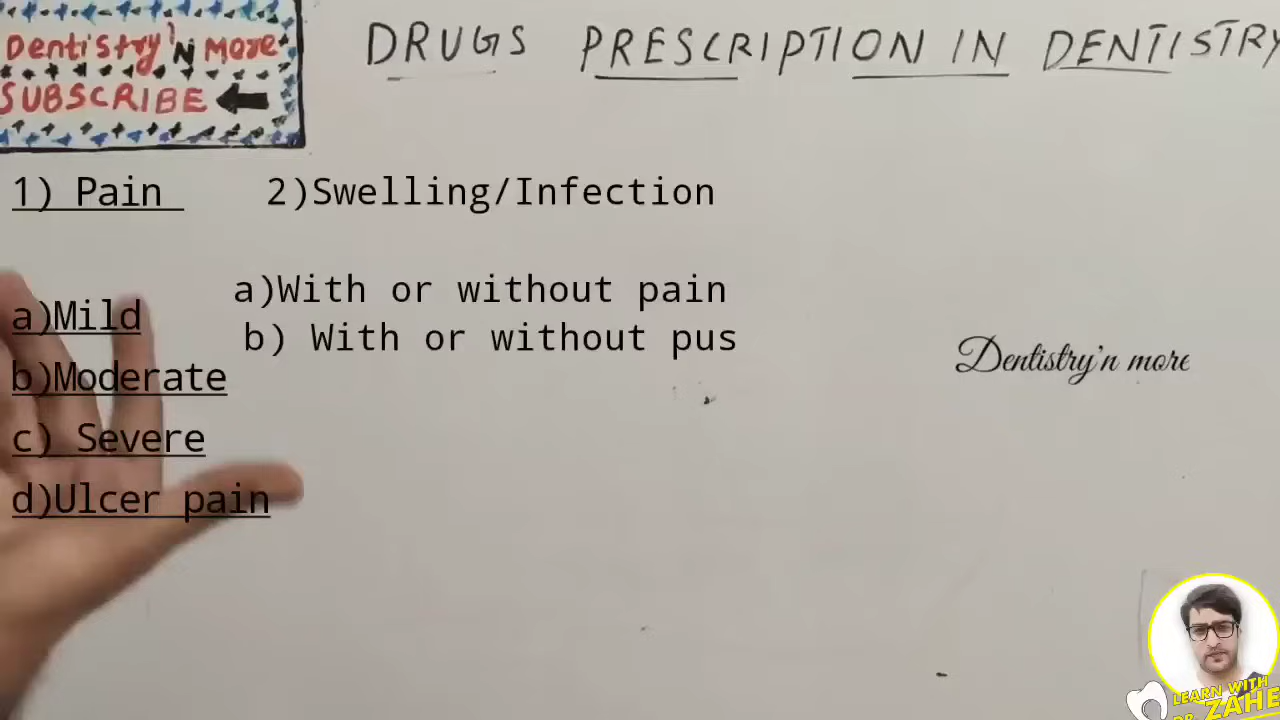 Dentistry'N More
SUBSCRIBE
DRUGS PRESCRIPTION IN DENTISTRY
1) Pain
2)Swelling/Infection
a)Mild
b)Moderate
c) Severe
d)Ulcer pain
a)With or without pain
b) With or without pus
Dentistry'n more
LEARN WITH
Dr. ZAHE